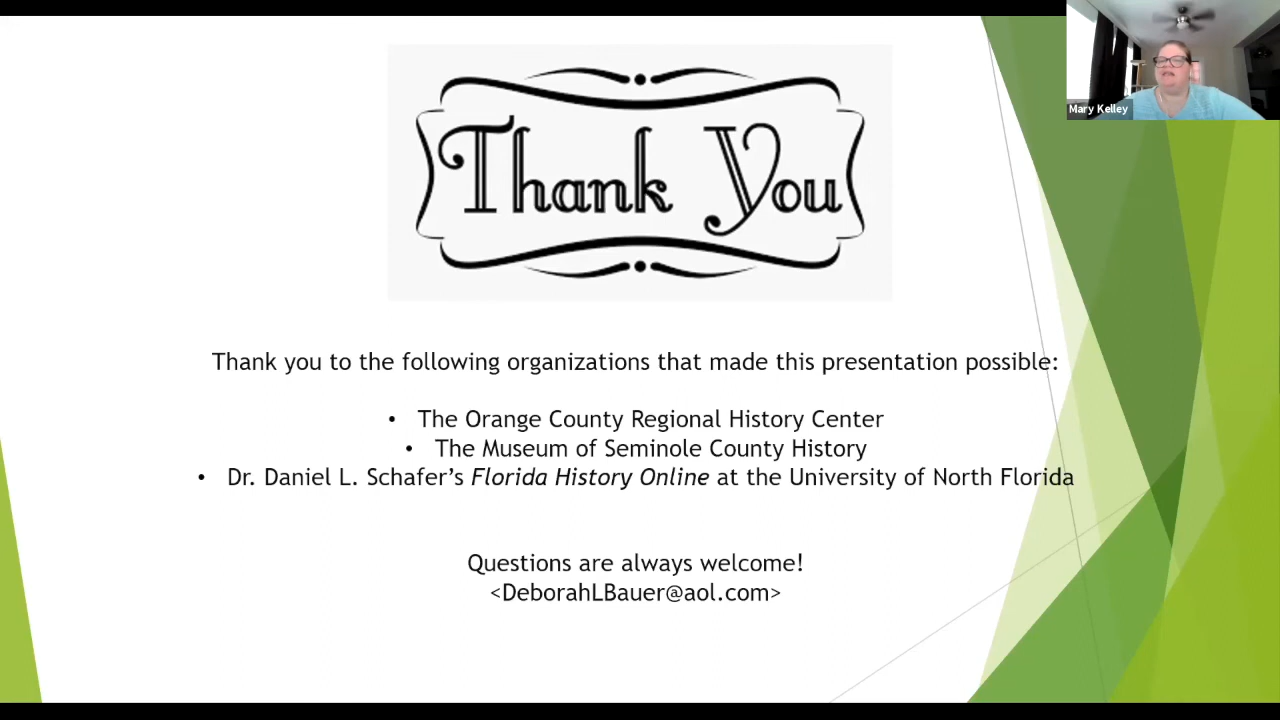 Mary Kelley
Thank You
Thank you to the following organizations that made this presentation possible:
• The Orange County Regional History Center
• The Museum of Seminole County History
• Dr. Daniel L. Schafer’s Florida History Online at the University of North Florida
Questions are always welcome!
<DeborahLBauer@aol.com>